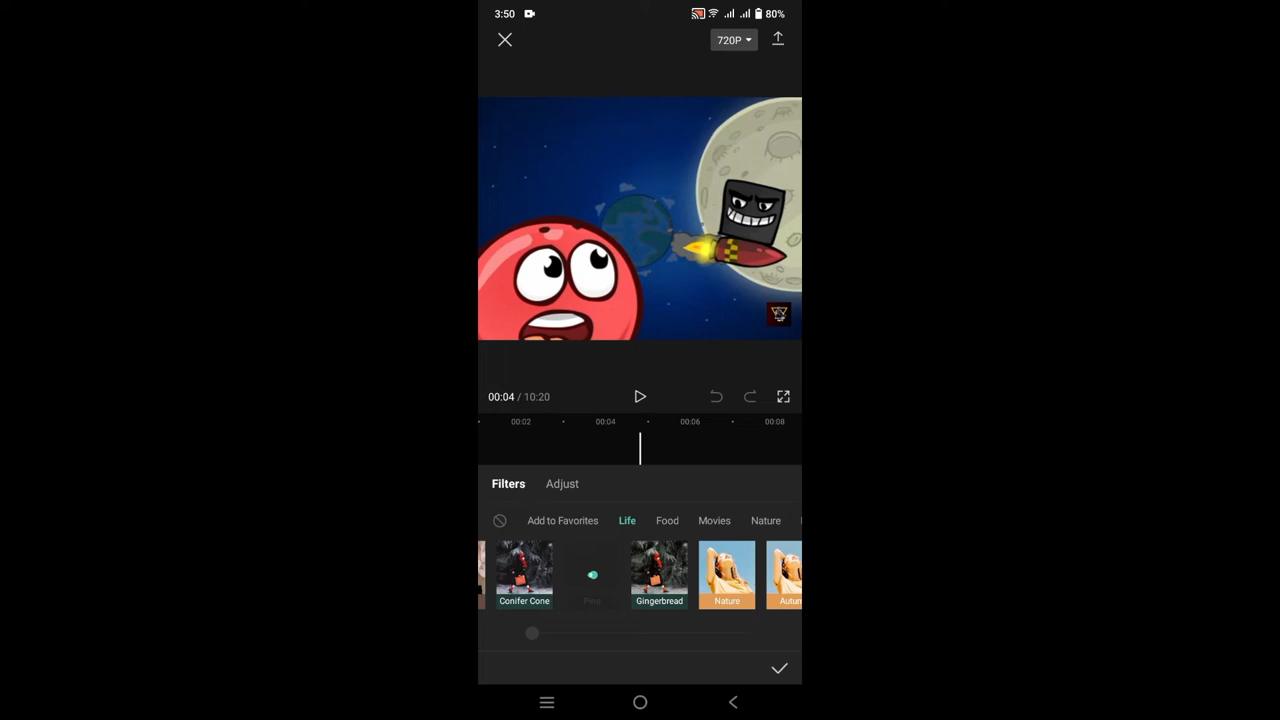 3:50
80%
720P
00:04 / 10:20
00:02
00:04
00:06
00:08
Filters
Adjust
Add to Favorites
Life
Food
Movies
Nature
Conifer Cone
Pine
Gingerbread
Nature